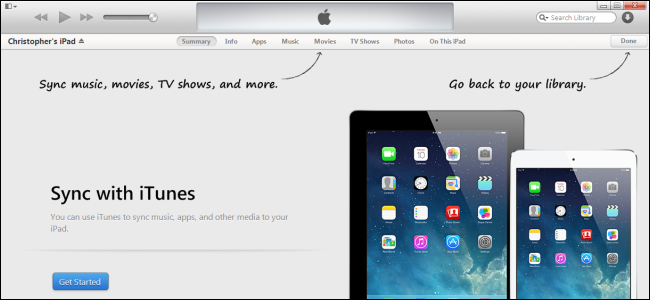 Search Library
Christopher's iPad
Summary Info Apps Music Movies TV Shows Photos On This iPad
Done
Sync music, movies, TV shows, and more.
Go back to your library.
Sync with iTunes
You can use iTunes to sync music, apps, and other media to your
iPad.
Get Started